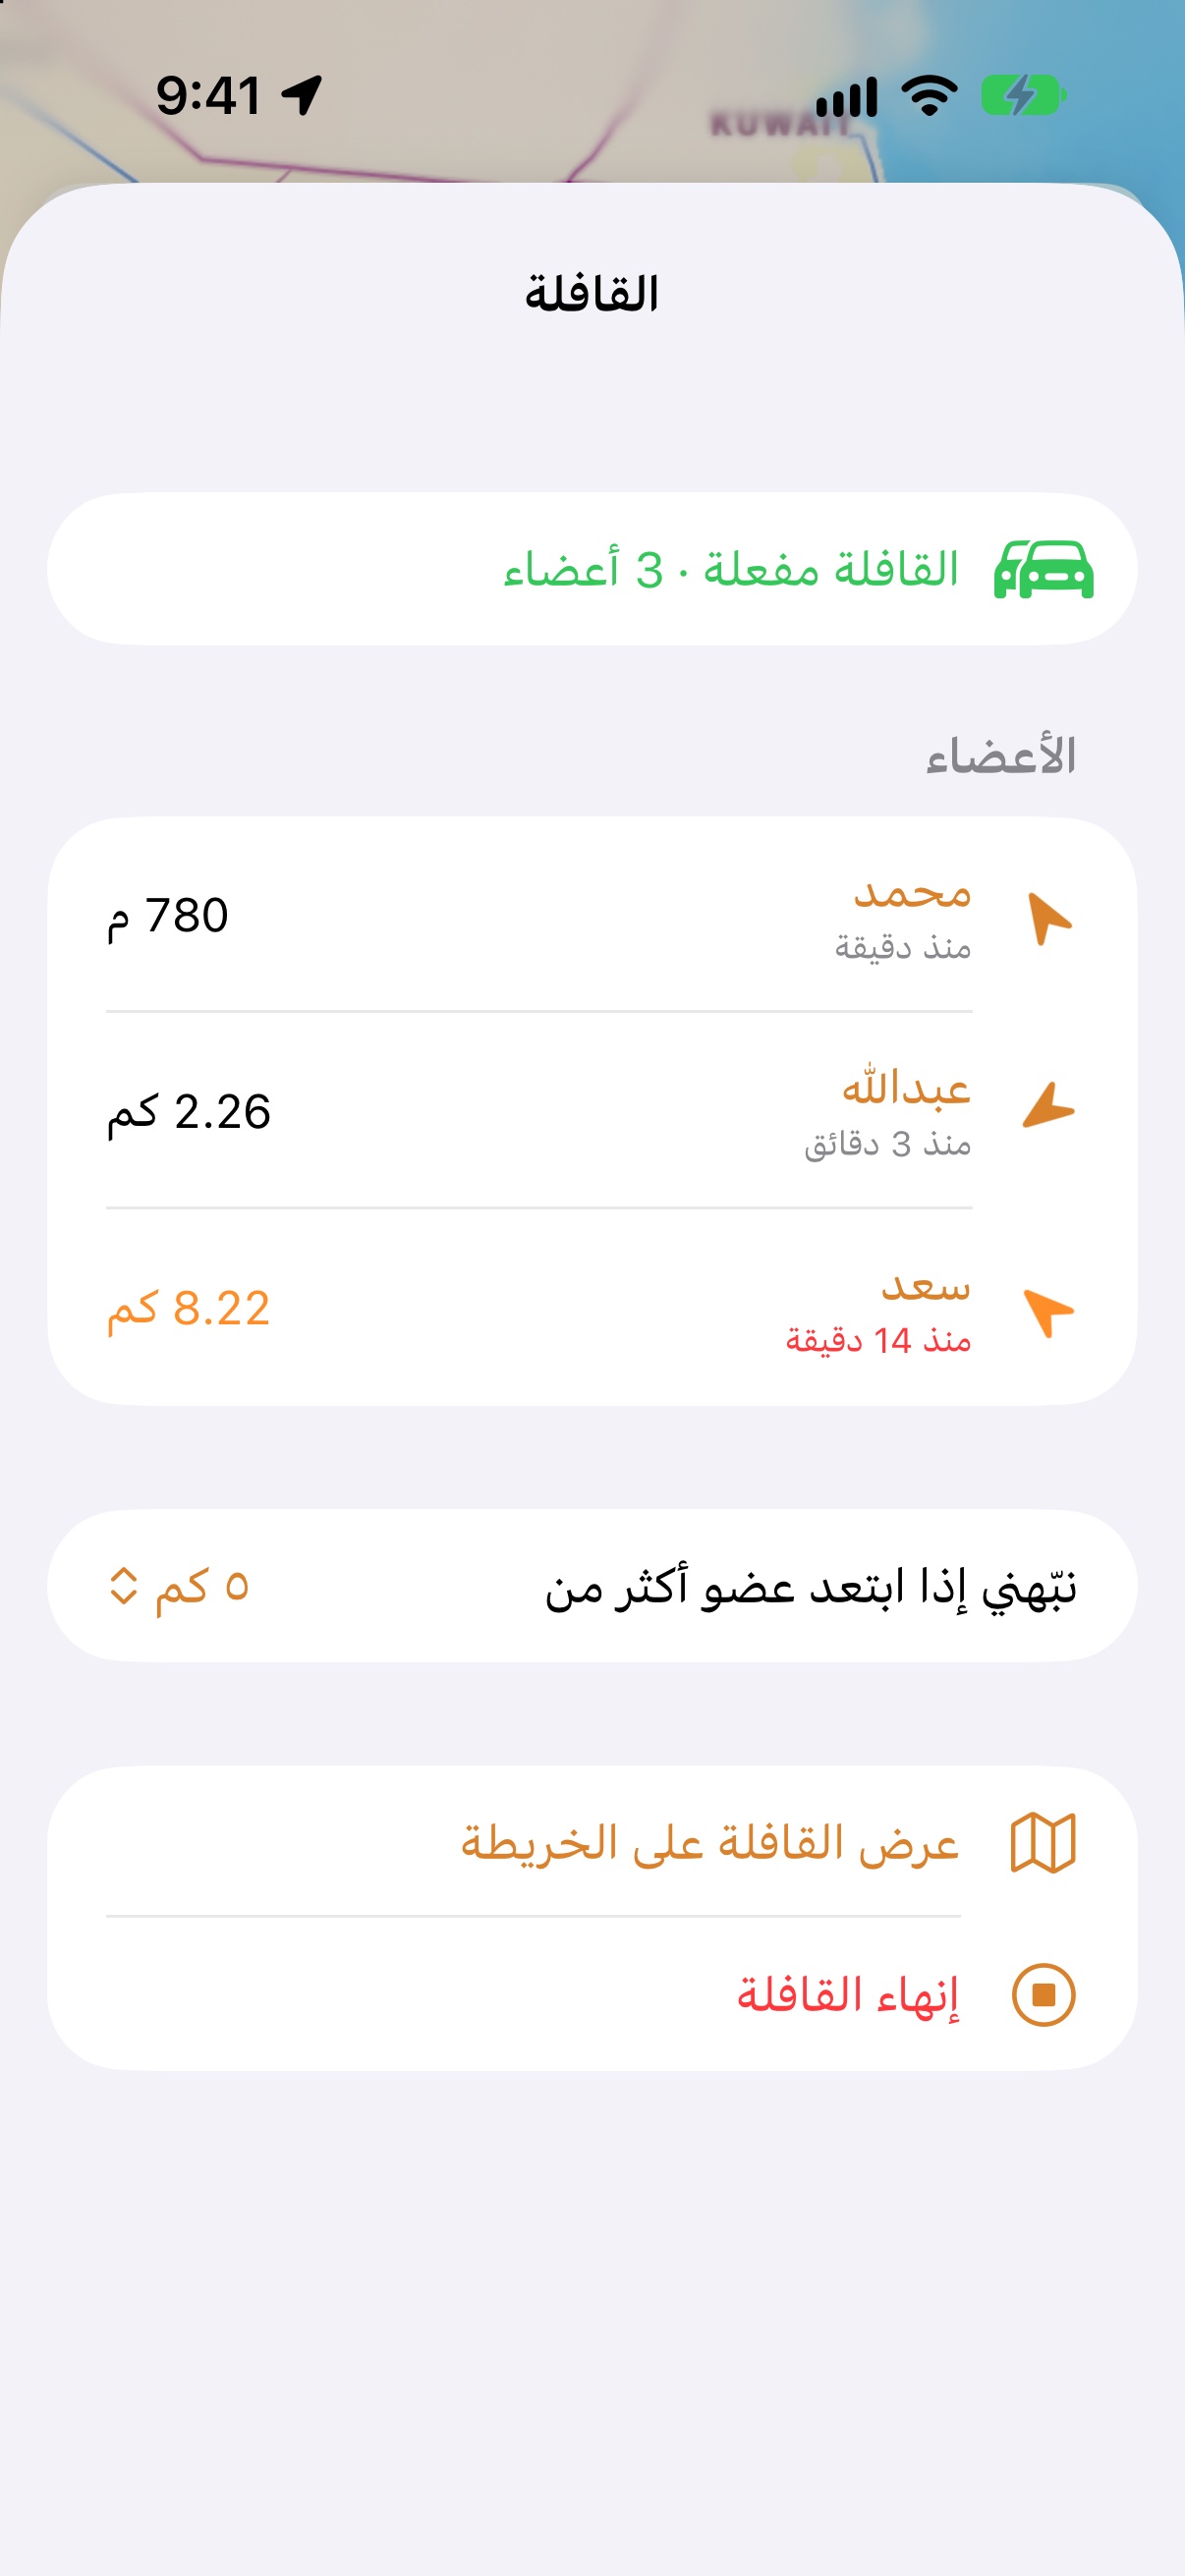 9:41
KUWAIT
القافلة
القافلة مفعلة · 3 أعضاء
الأعضاء
محمد
منذ دقيقة
780 م
عبدالله
منذ 3 دقائق
2.26 كم
سعد
منذ 14 دقيقة
8.22 كم
نبّهني إذا ابتعد عضو أكثر من
٥ كم
عرض القافلة على الخريطة
إنهاء القافلة